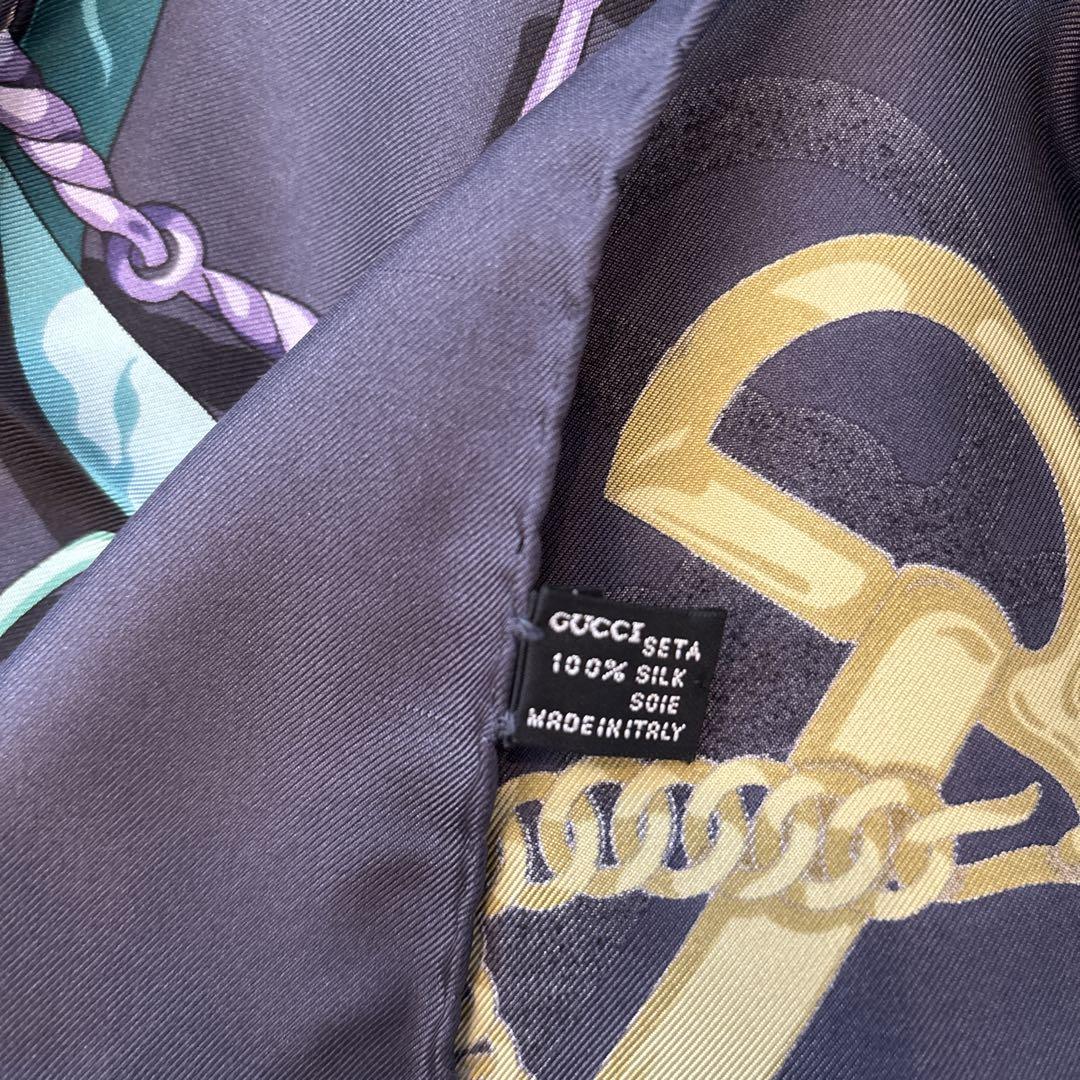 GUCCI SETA
100% SILK
SOIE
MADE IN ITALY